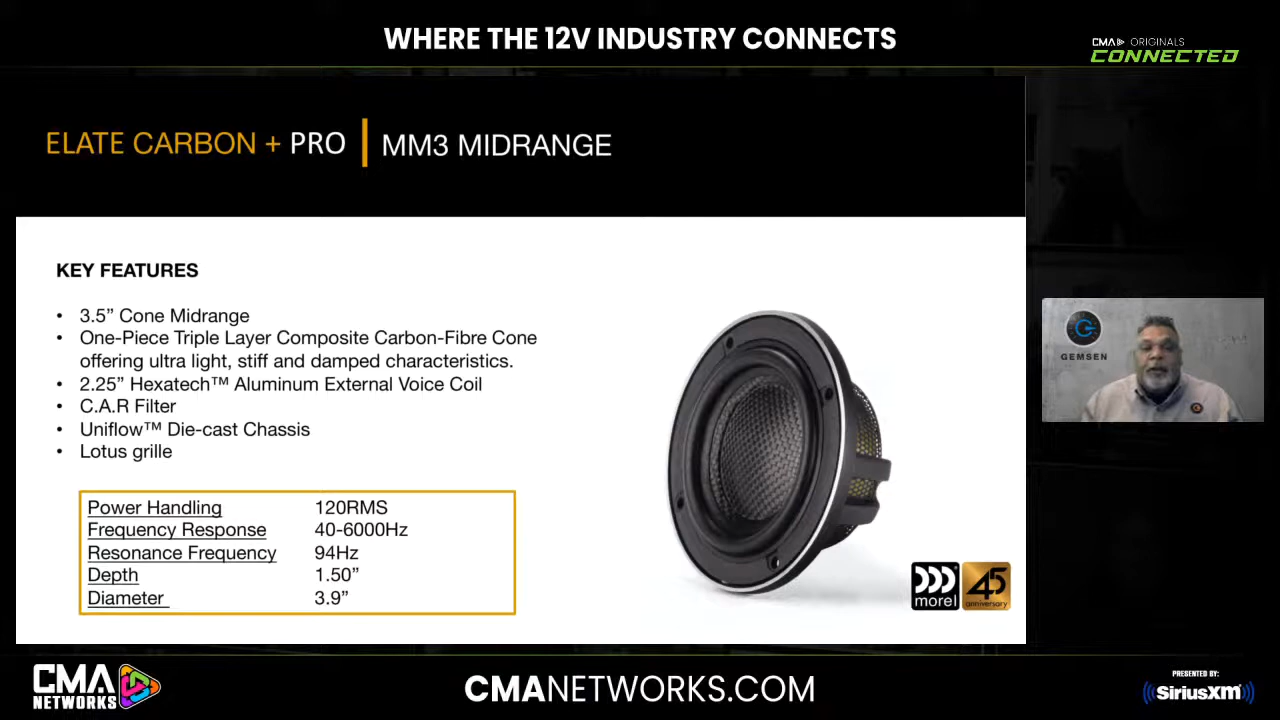 WHERE THE 12V INDUSTRY CONNECTS
CMA ORIGINALS
CONNECTED
ELATE CARBON + PRO | MM3 MIDRANGE
KEY FEATURES
• 3.5” Cone Midrange
• One-Piece Triple Layer Composite Carbon-Fibre Cone
offering ultra light, stiff and damped characteristics.
• 2.25” Hexatech™ Aluminum External Voice Coil
• C.A.R Filter
• Uniflow™ Die-cast Chassis
• Lotus grille
Power Handling 120RMS
Frequency Response 40-6000Hz
Resonance Frequency 94Hz
Depth 1.50”
Diameter 3.9”
morel
45
anniversary
GEMSEN
CMA
NETWORKS
CMANETWORKS.COM
PRESENTED BY:
SiriusXM